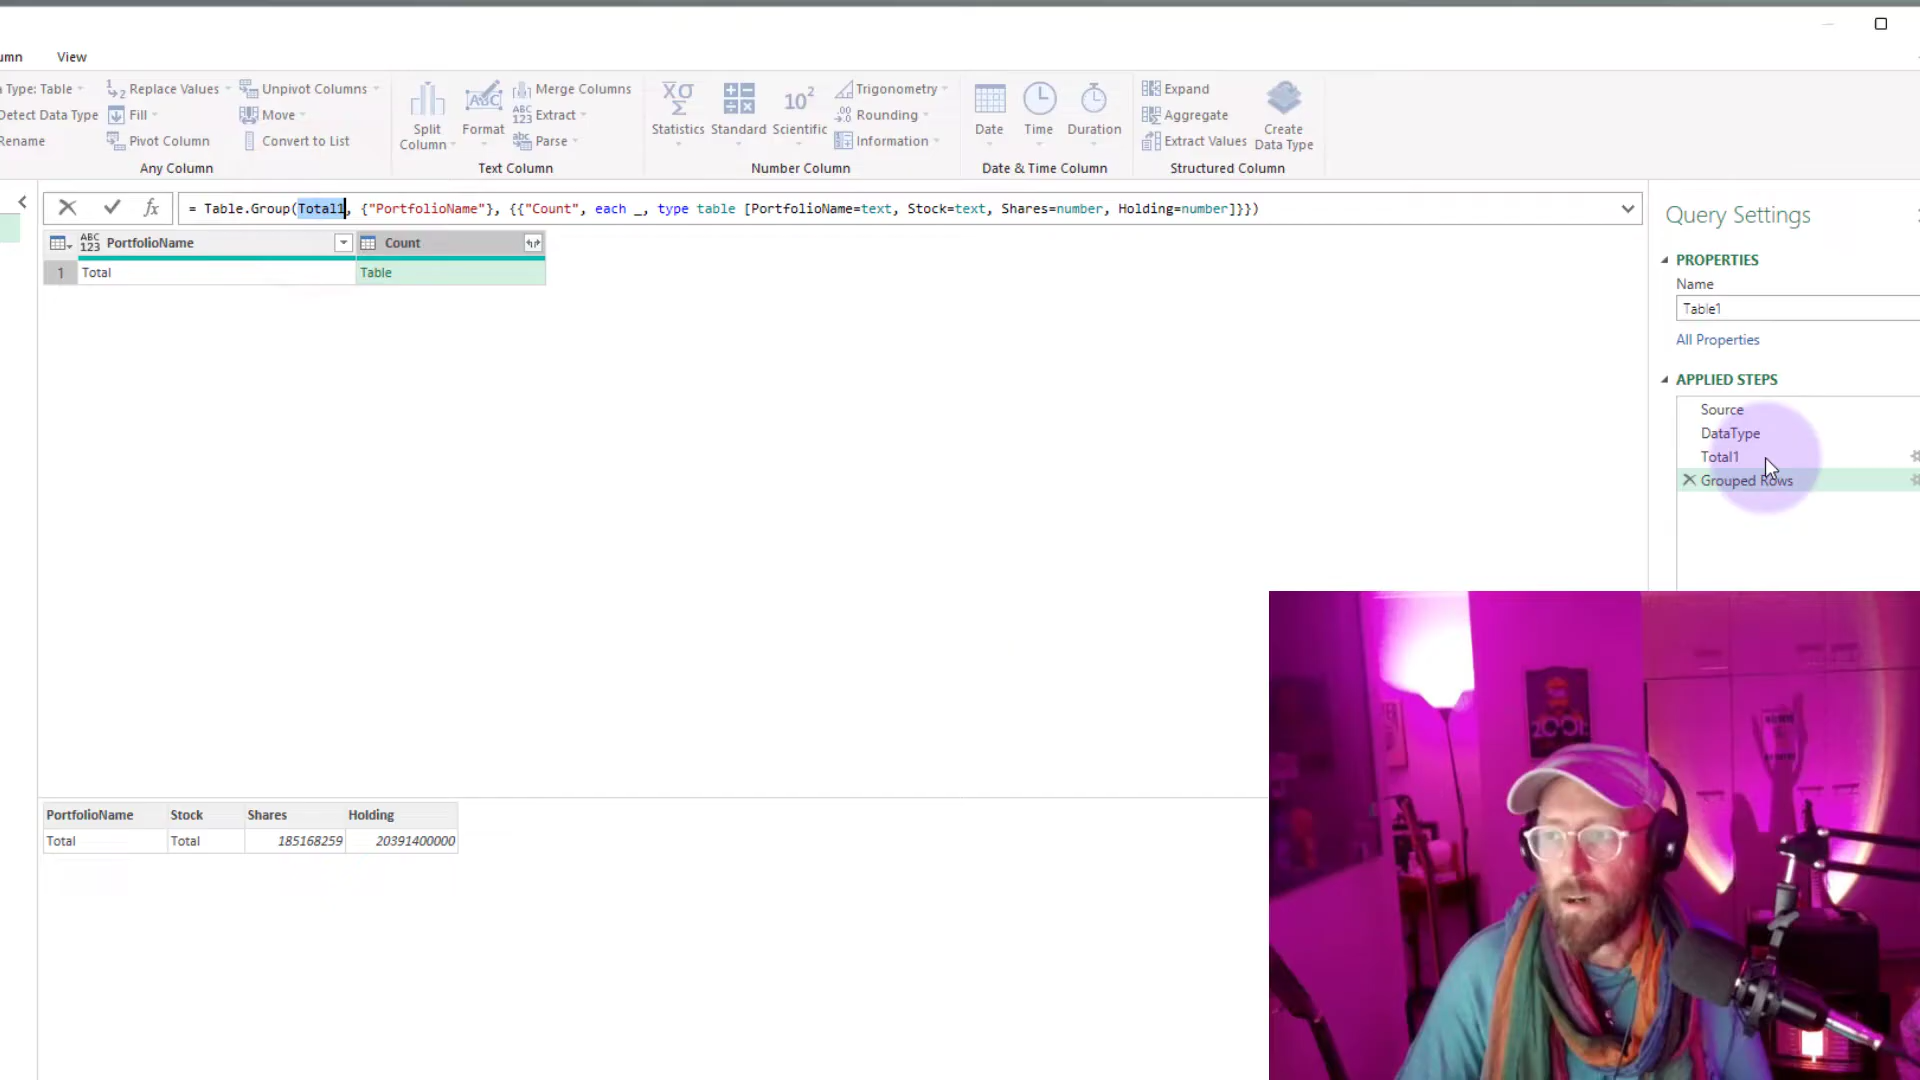 umn View
a Type: Table Replace Values Unpivot Columns
Detect Data Type Fill Move
Rename Pivot Column Convert to List
Any Column
Split Column Format Merge Columns
Extract
Parse
Text Column
Statistics Standard Scientific Trigonometry
Rounding
Information
Number Column
Date Time Duration
Date & Time Column
Expand
Aggregate
Extract Values
Create Data Type
Structured Column
fx = Table.Group(Total1, {"PortfolioName"}, {{"Count", each _, type table [PortfolioName=text, Stock=text, Shares=number, Holding=number]}})
ABC 123 PortfolioName Count
1 Total Table
Query Settings
PROPERTIES
Name
Table1
All Properties
APPLIED STEPS
Source
DataType
Total1
Grouped Rows
PortfolioName Stock Shares Holding
Total Total 185168259 20391400000
2001: